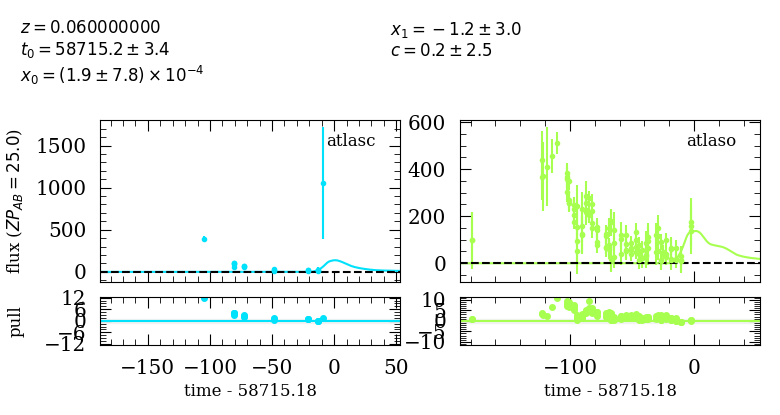 z = 0.060000000
t₀ = 58715.2 ± 3.4
x₀ = (1.9 ± 7.8) × 10⁻⁴
x₁ = −1.2 ± 3.0
c = 0.2 ± 2.5
flux (ZP_AB = 25.0)
atlasc
1500
1000
500
0
atlaso
600
400
200
0
pull
12
6
0
−6
−12
−150 −100 −50 0 50
time - 58715.18
10
5
0
−5
−10
−100 0
time - 58715.18